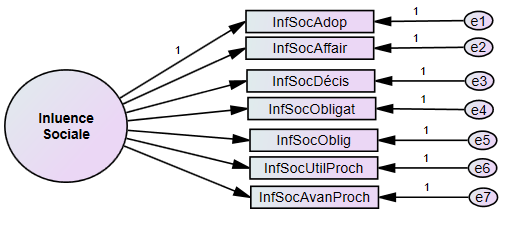 Inluence
Sociale
1
InfSocAdop
1
e1
InfSocAffair
1
e2
InfSocDécis
1
e3
InfSocObligat
1
e4
InfSocOblig
1
e5
InfSocUtilProch
1
e6
InfSocAvanProch
1
e7